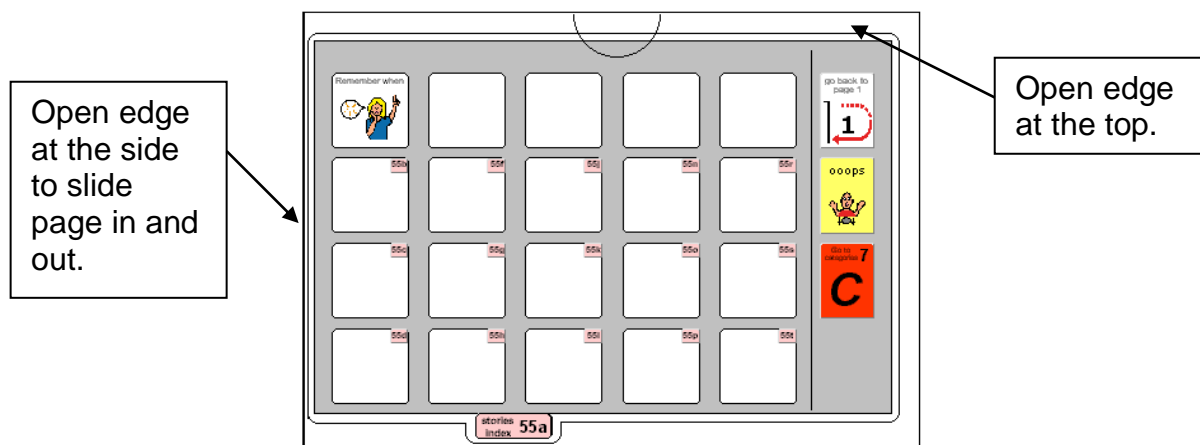 Open edge
at the side
to slide
page in and
out.
Open edge
at the top.
Remember when
go back to
page 1
1
ooops
55b
55f
55j
55n
55r
Go to
categories 7
C
55c
55g
55k
55o
55s
55d
55h
55l
55p
55t
stories
index 55a